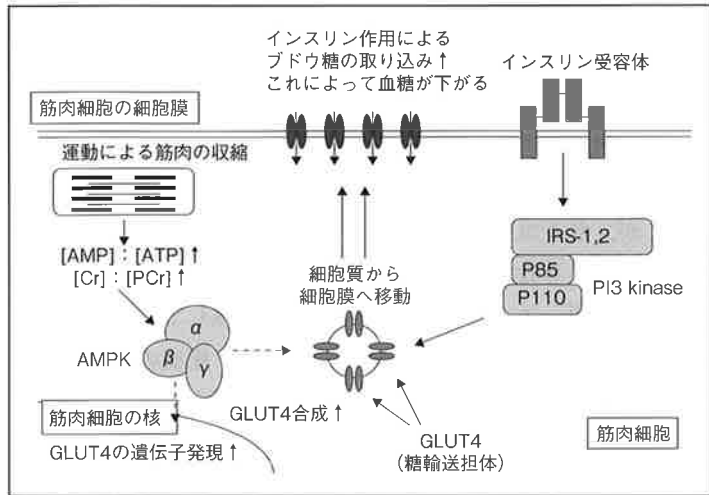 インスリン作用による
ブドウ糖の取り込み↑
これによって血糖が下がる
インスリン受容体
筋肉細胞の細胞膜
運動による筋肉の収縮
[AMP]：[ATP]↑
[Cr]：[PCr]↑
IRS-1,2
P85
P110
PI3 kinase
細胞質から
細胞膜へ移動
AMPK
α
β
γ
筋肉細胞の核
GLUT4合成↑
GLUT4の遺伝子発現↑
GLUT4
(糖輸送担体)
筋肉細胞